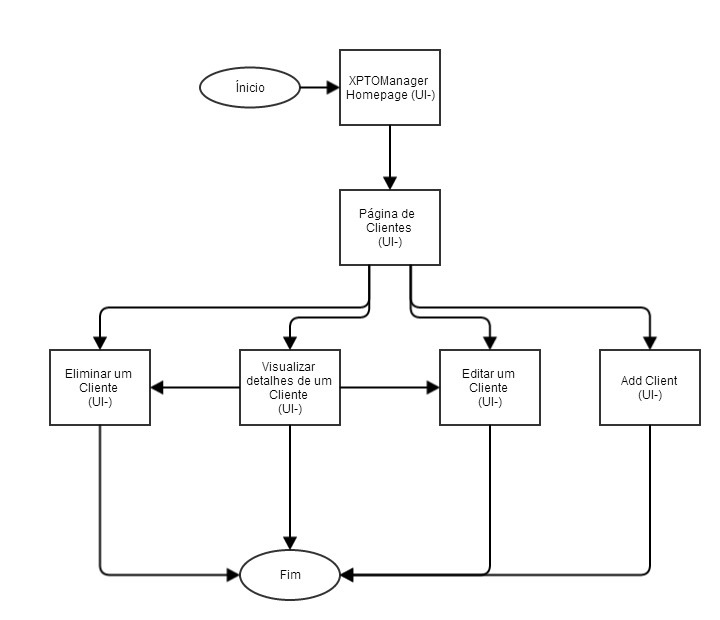 Ínicio
XPTOManager
Homepage (UI-)
Página de
Clientes
(UI-)
Eliminar um
Cliente
(UI-)
Visualizar
detalhes de um
Cliente
(UI-)
Editar um
Cliente
(UI-)
Add Client
(UI-)
Fim